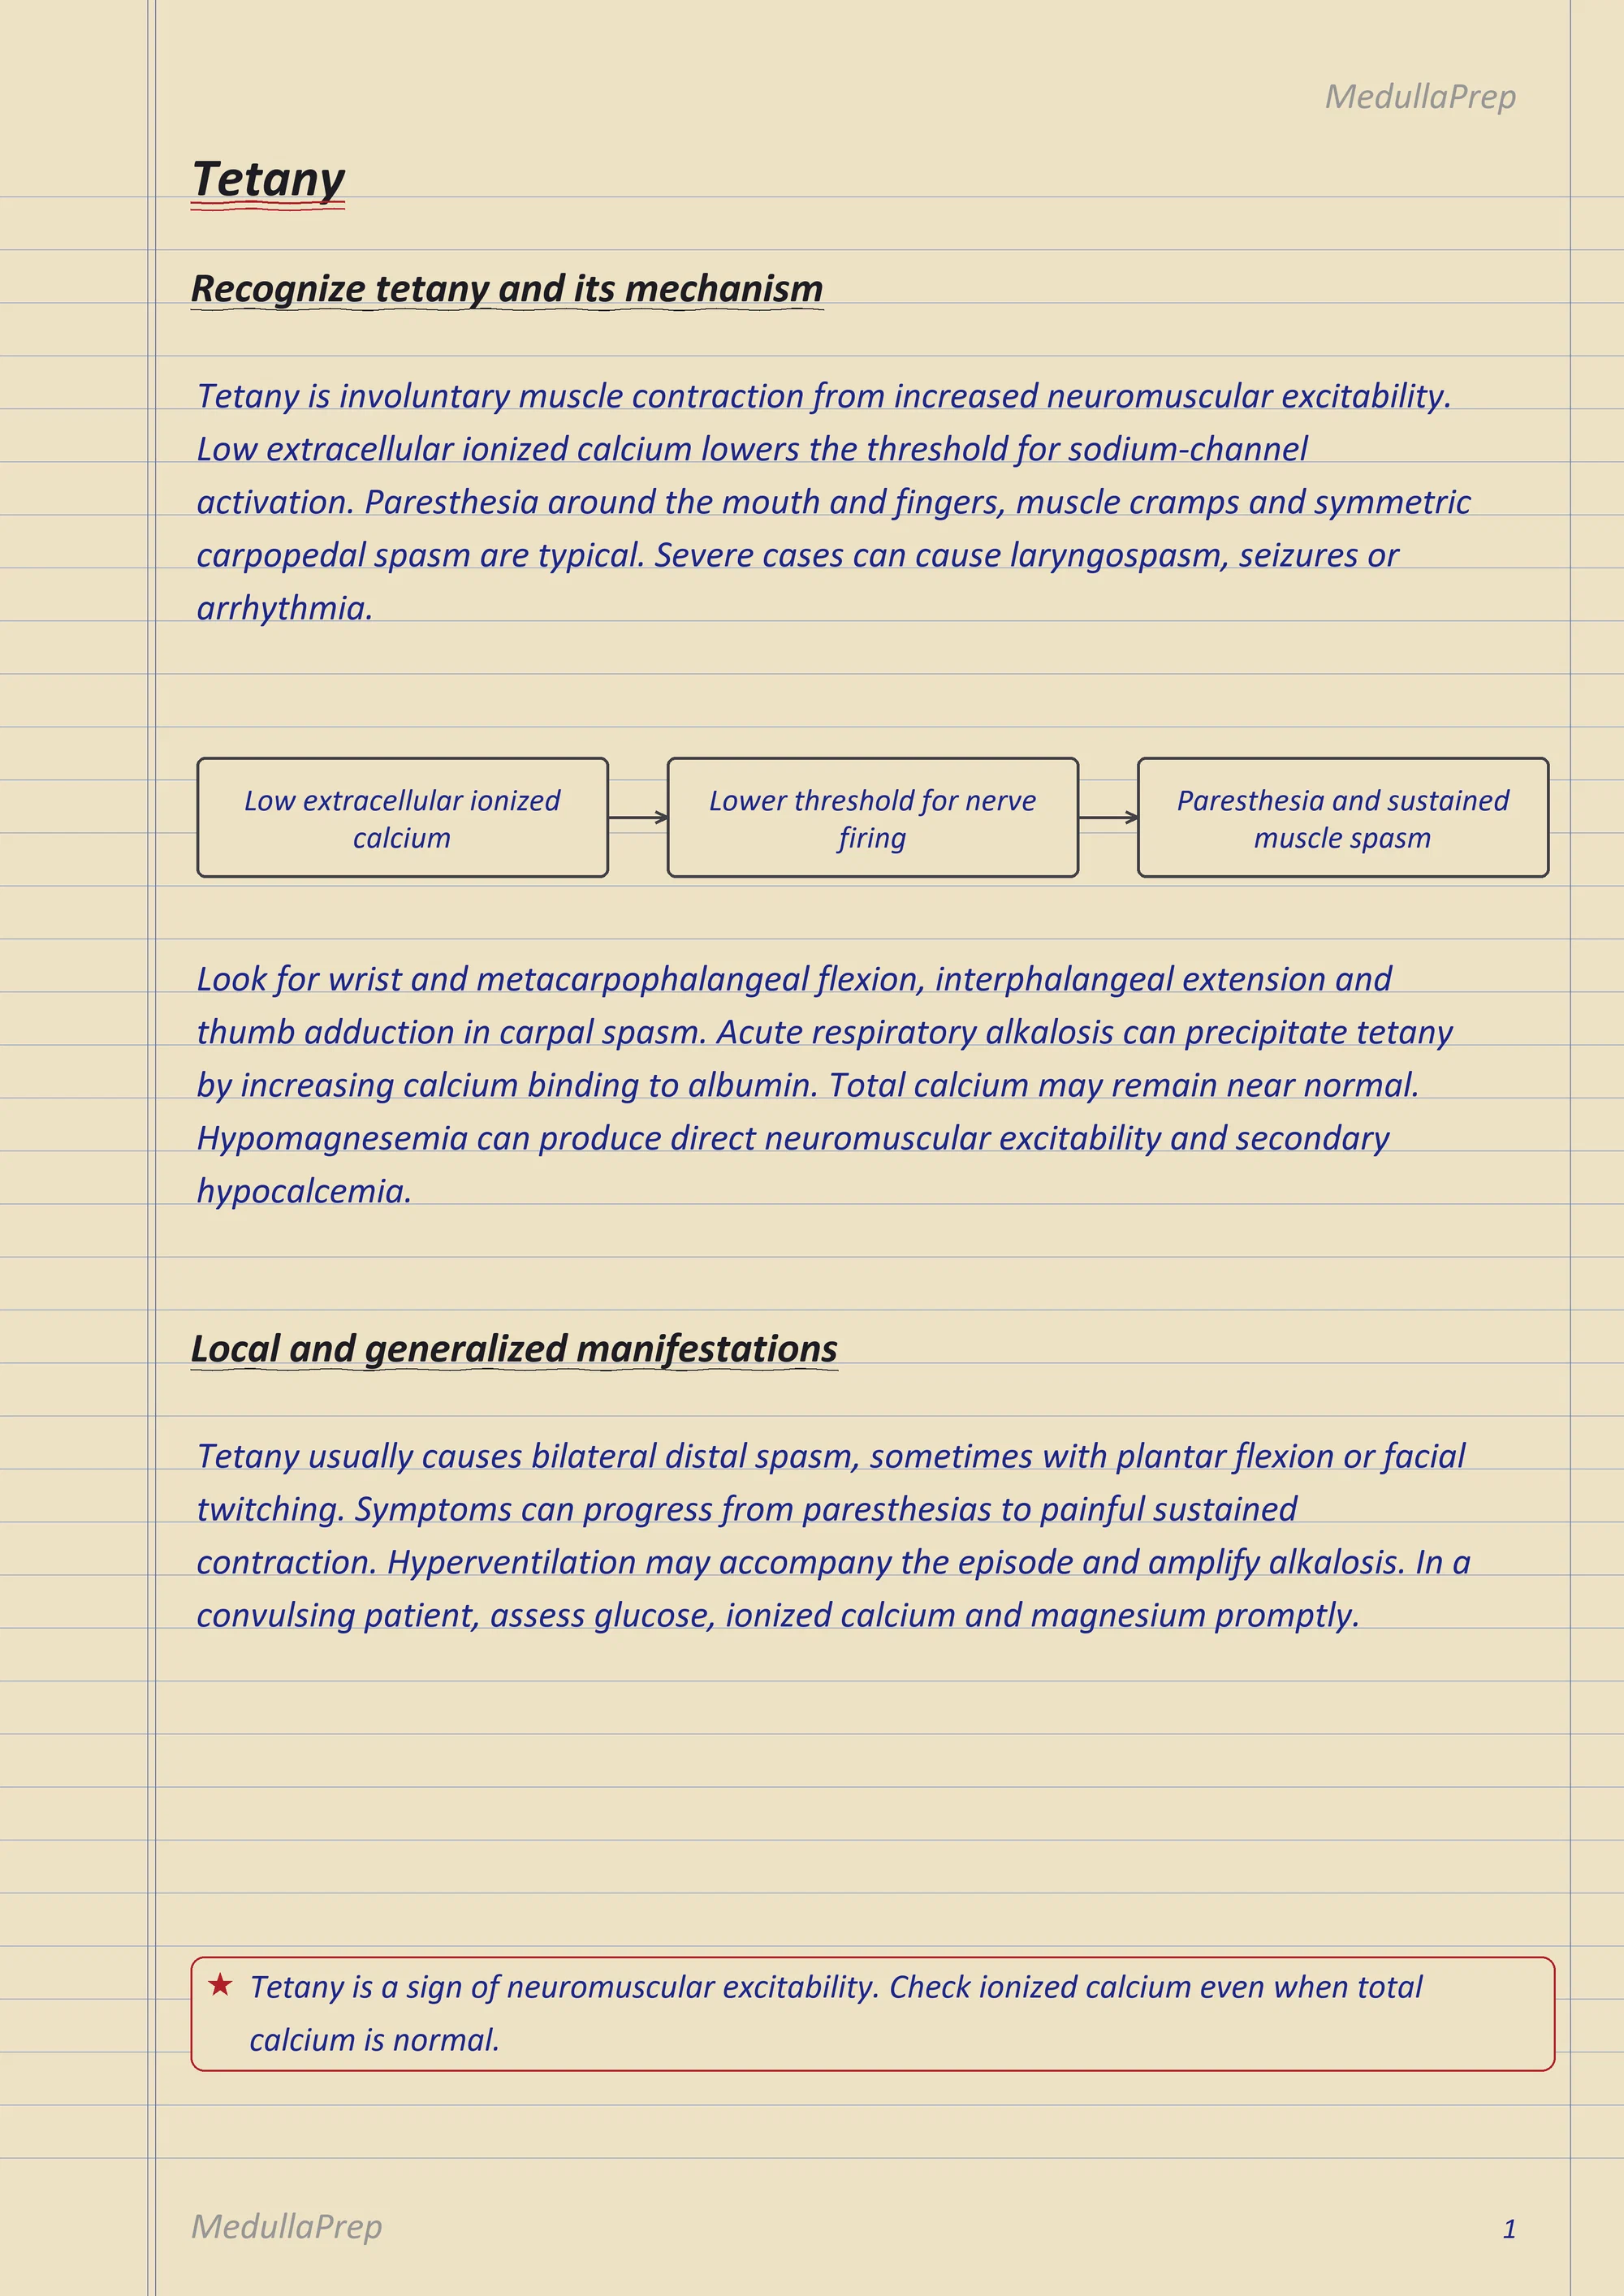 MedullaPrep
Tetany
Recognize tetany and its mechanism
Tetany is involuntary muscle contraction from increased neuromuscular excitability.
Low extracellular ionized calcium lowers the threshold for sodium-channel
activation. Paresthesia around the mouth and fingers, muscle cramps and symmetric
carpopedal spasm are typical. Severe cases can cause laryngospasm, seizures or
arrhythmia.
Low extracellular ionized
calcium
Lower threshold for nerve
firing
Paresthesia and sustained
muscle spasm
Look for wrist and metacarpophalangeal flexion, interphalangeal extension and
thumb adduction in carpal spasm. Acute respiratory alkalosis can precipitate tetany
by increasing calcium binding to albumin. Total calcium may remain near normal.
Hypomagnesemia can produce direct neuromuscular excitability and secondary
hypocalcemia.
Local and generalized manifestations
Tetany usually causes bilateral distal spasm, sometimes with plantar flexion or facial
twitching. Symptoms can progress from paresthesias to painful sustained
contraction. Hyperventilation may accompany the episode and amplify alkalosis. In a
convulsing patient, assess glucose, ionized calcium and magnesium promptly.
★ Tetany is a sign of neuromuscular excitability. Check ionized calcium even when total
calcium is normal.
MedullaPrep
1